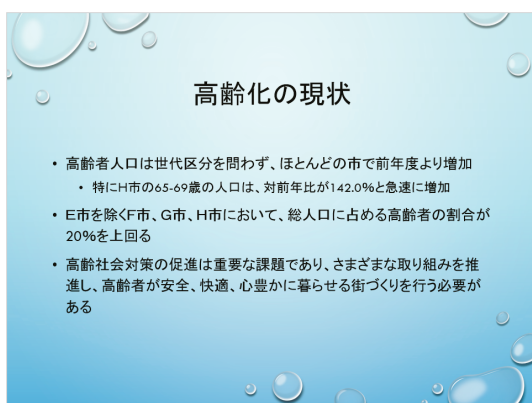 高齢化の現状
• 高齢者人口は世代区分を問わず、ほとんどの市で前年度より増加
• 特にH市の65-69歳の人口は、対前年比が142.0%と急速に増加
• E市を除くF市、G市、H市において、総人口に占める高齢者の割合が
20%を上回る
• 高齢社会対策の促進は重要な課題であり、さまざまな取り組みを推
進し、高齢者が安全、快適、心豊かに暮らせる街づくりを行う必要が
ある